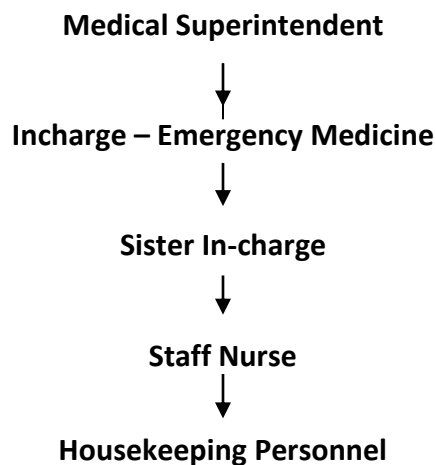 Medical Superintendent
Incharge – Emergency Medicine
Sister In-charge
Staff Nurse
Housekeeping Personnel